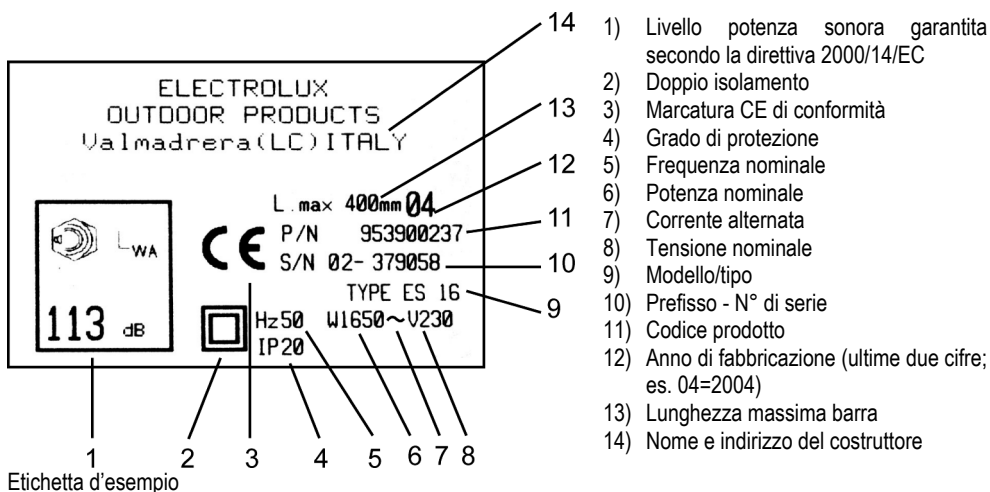 ELECTROLUX
OUTDOOR PRODUCTS
Valmadrera(LC)ITALY
L.max 400mm 04
P/N 953900237
S/N 02-379058
TYPE ES 16
Hz50 W1650~V230
IP20
LWA
113 dB
CE
14
13
12
11
10
9
1 2 3 4 5 6 7 8
Etichetta d'esempio
1) Livello potenza sonora garantita
secondo la direttiva 2000/14/EC
2) Doppio isolamento
3) Marcatura CE di conformità
4) Grado di protezione
5) Frequenza nominale
6) Potenza nominale
7) Corrente alternata
8) Tensione nominale
9) Modello/tipo
10) Prefisso - N° di serie
11) Codice prodotto
12) Anno di fabbricazione (ultime due cifre;
es. 04=2004)
13) Lunghezza massima barra
14) Nome e indirizzo del costruttore